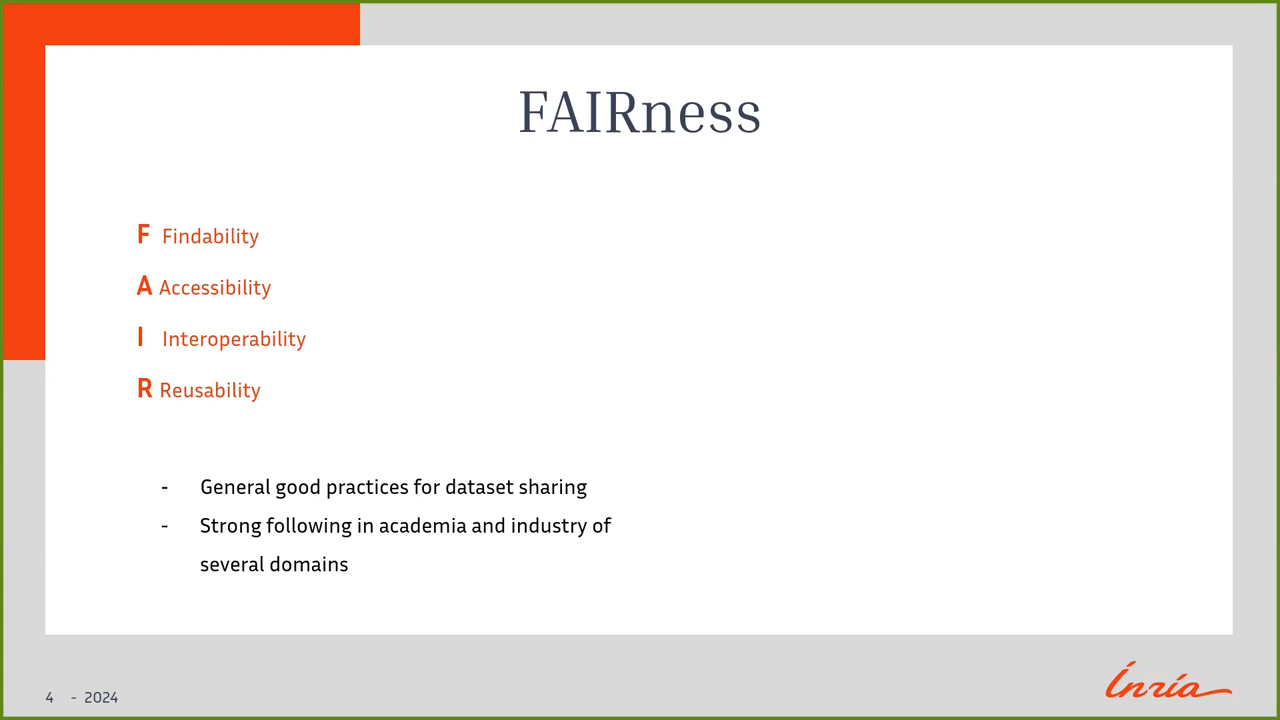 FAIRness
F Findability
A Accessibility
I Interoperability
R Reusability
- General good practices for dataset sharing
- Strong following in academia and industry of
several domains
4 - 2024
Inria